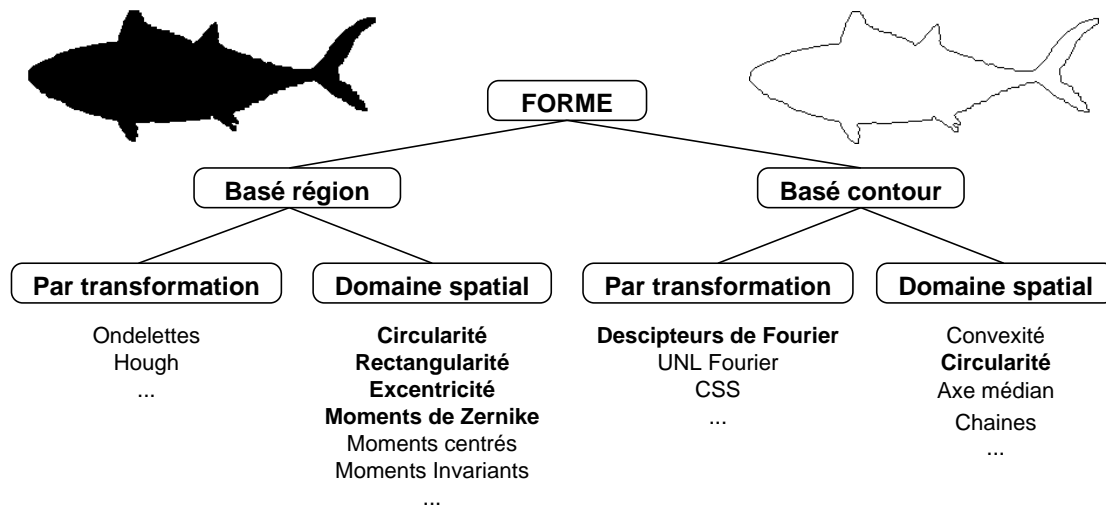 FORME
Basé région
Basé contour
Par transformation
Domaine spatial
Par transformation
Domaine spatial
Ondelettes
Hough
...
Circularité
Rectangularité
Excentricité
Moments de Zernike
Moments centrés
Moments Invariants
...
Descipteurs de Fourier
UNL Fourier
CSS
...
Convexité
Circularité
Axe médian
Chaines
...